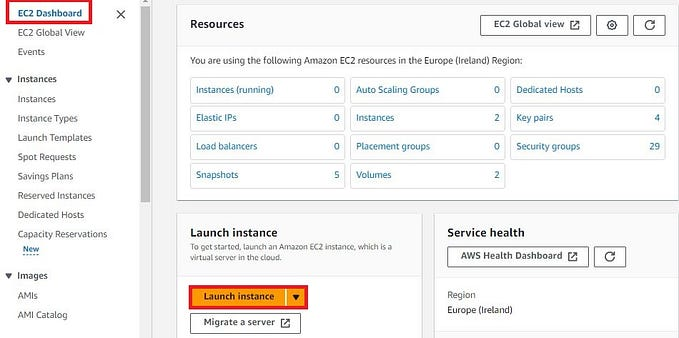 EC2 Dashboard
EC2 Global View
Events
Instances
Instances
Instance Types
Launch Templates
Spot Requests
Savings Plans
Reserved Instances
Dedicated Hosts
Capacity Reservations
New
Images
AMIs
AMI Catalog
Resources
EC2 Global view
You are using the following Amazon EC2 resources in the Europe (Ireland) Region:
Instances (running) 0 Auto Scaling Groups 0 Dedicated Hosts 0
Elastic IPs 0 Instances 2 Key pairs 4
Load balancers 0 Placement groups 0 Security groups 29
Snapshots 5 Volumes 2
Launch instance
To get started, launch an Amazon EC2 instance, which is a
virtual server in the cloud.
Launch instance
Migrate a server
Service health
AWS Health Dashboard
Region
Europe (Ireland)